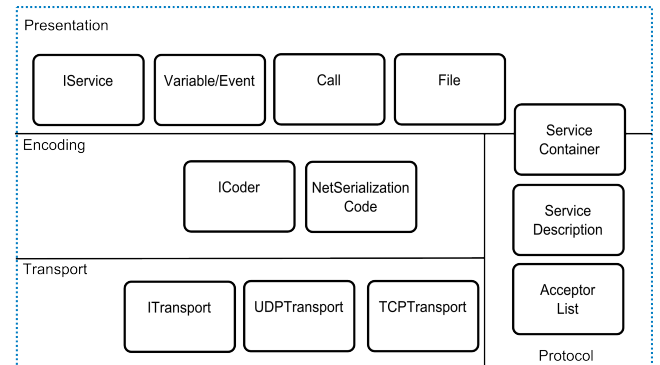 Presentation
IService
Variable/Event
Call
File
Service
Container
Encoding
ICoder
NetSerialization
Code
Service
Description
Transport
ITransport
UDPTransport
TCPTransport
Acceptor
List
Protocol